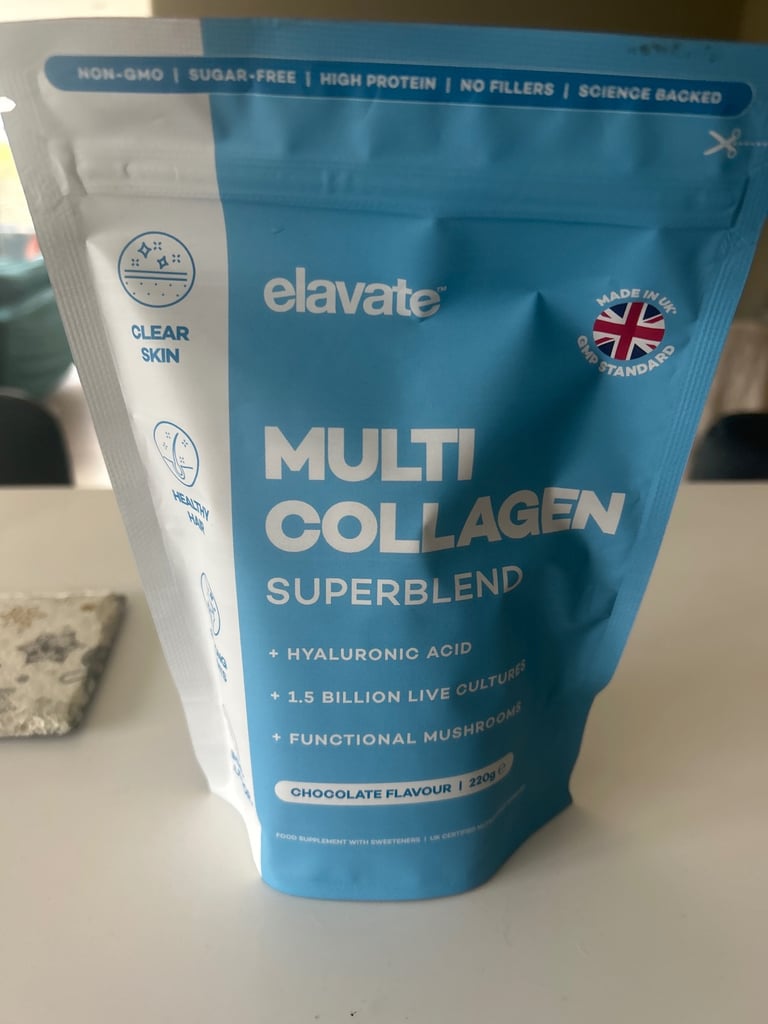 NON-GMO | SUGAR-FREE | HIGH PROTEIN | NO FILLERS | SCIENCE BACKED
elavate™
MADE IN UK
GMP STANDARD
CLEAR
SKIN
HEALTHY
HAIR
MULTI
COLLAGEN
SUPERBLEND
+ HYALURONIC ACID
+ 1.5 BILLION LIVE CULTURES
+ FUNCTIONAL MUSHROOMS
CHOCOLATE FLAVOUR | 220g ℮
FOOD SUPPLEMENT WITH SWEETENERS | UK CERTIFIED